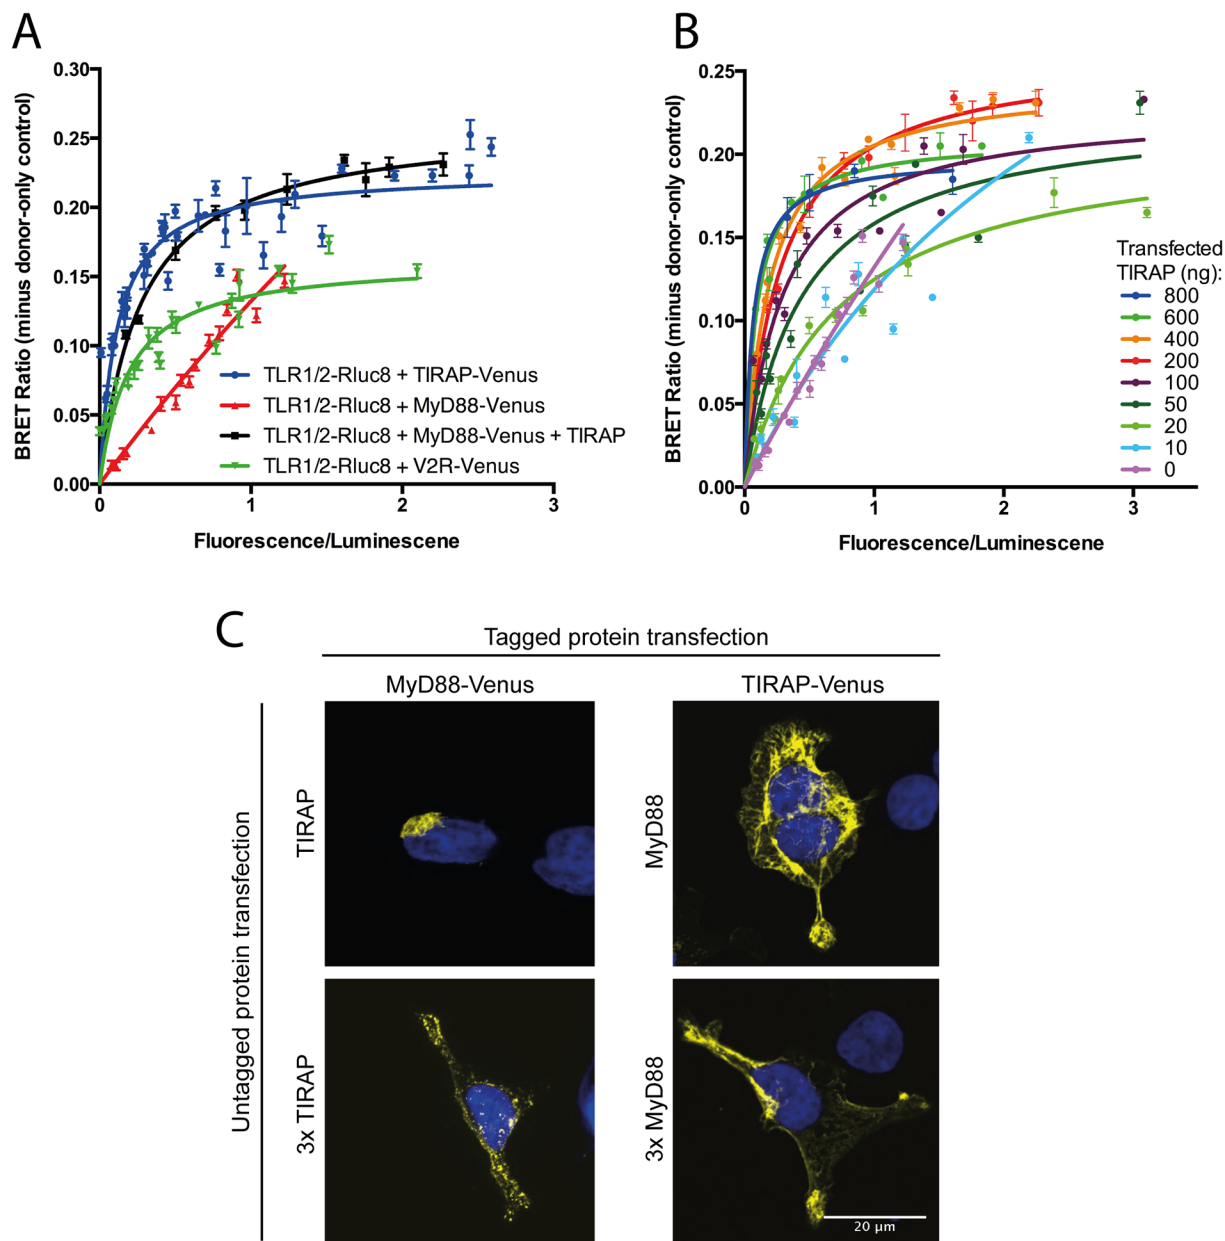 A
BRET Ratio (minus donor-only control)
0.30
0.25
0.20
0.15
0.10
0.05
0.00
0
1
2
3
Fluorescence/Luminescene
TLR1/2-Rluc8 + TIRAP-Venus
TLR1/2-Rluc8 + MyD88-Venus
TLR1/2-Rluc8 + MyD88-Venus + TIRAP
TLR1/2-Rluc8 + V2R-Venus
B
BRET Ratio (minus donor-only control)
0.25
0.20
0.15
0.10
0.05
0.00
0
1
2
3
Fluorescence/Luminescene
Transfected
TIRAP (ng):
800
600
400
200
100
50
20
10
0
C
Tagged protein transfection
MyD88-Venus
TIRAP-Venus
Untagged protein transfection
TIRAP
MyD88
3x TIRAP
3x MyD88
20 µm